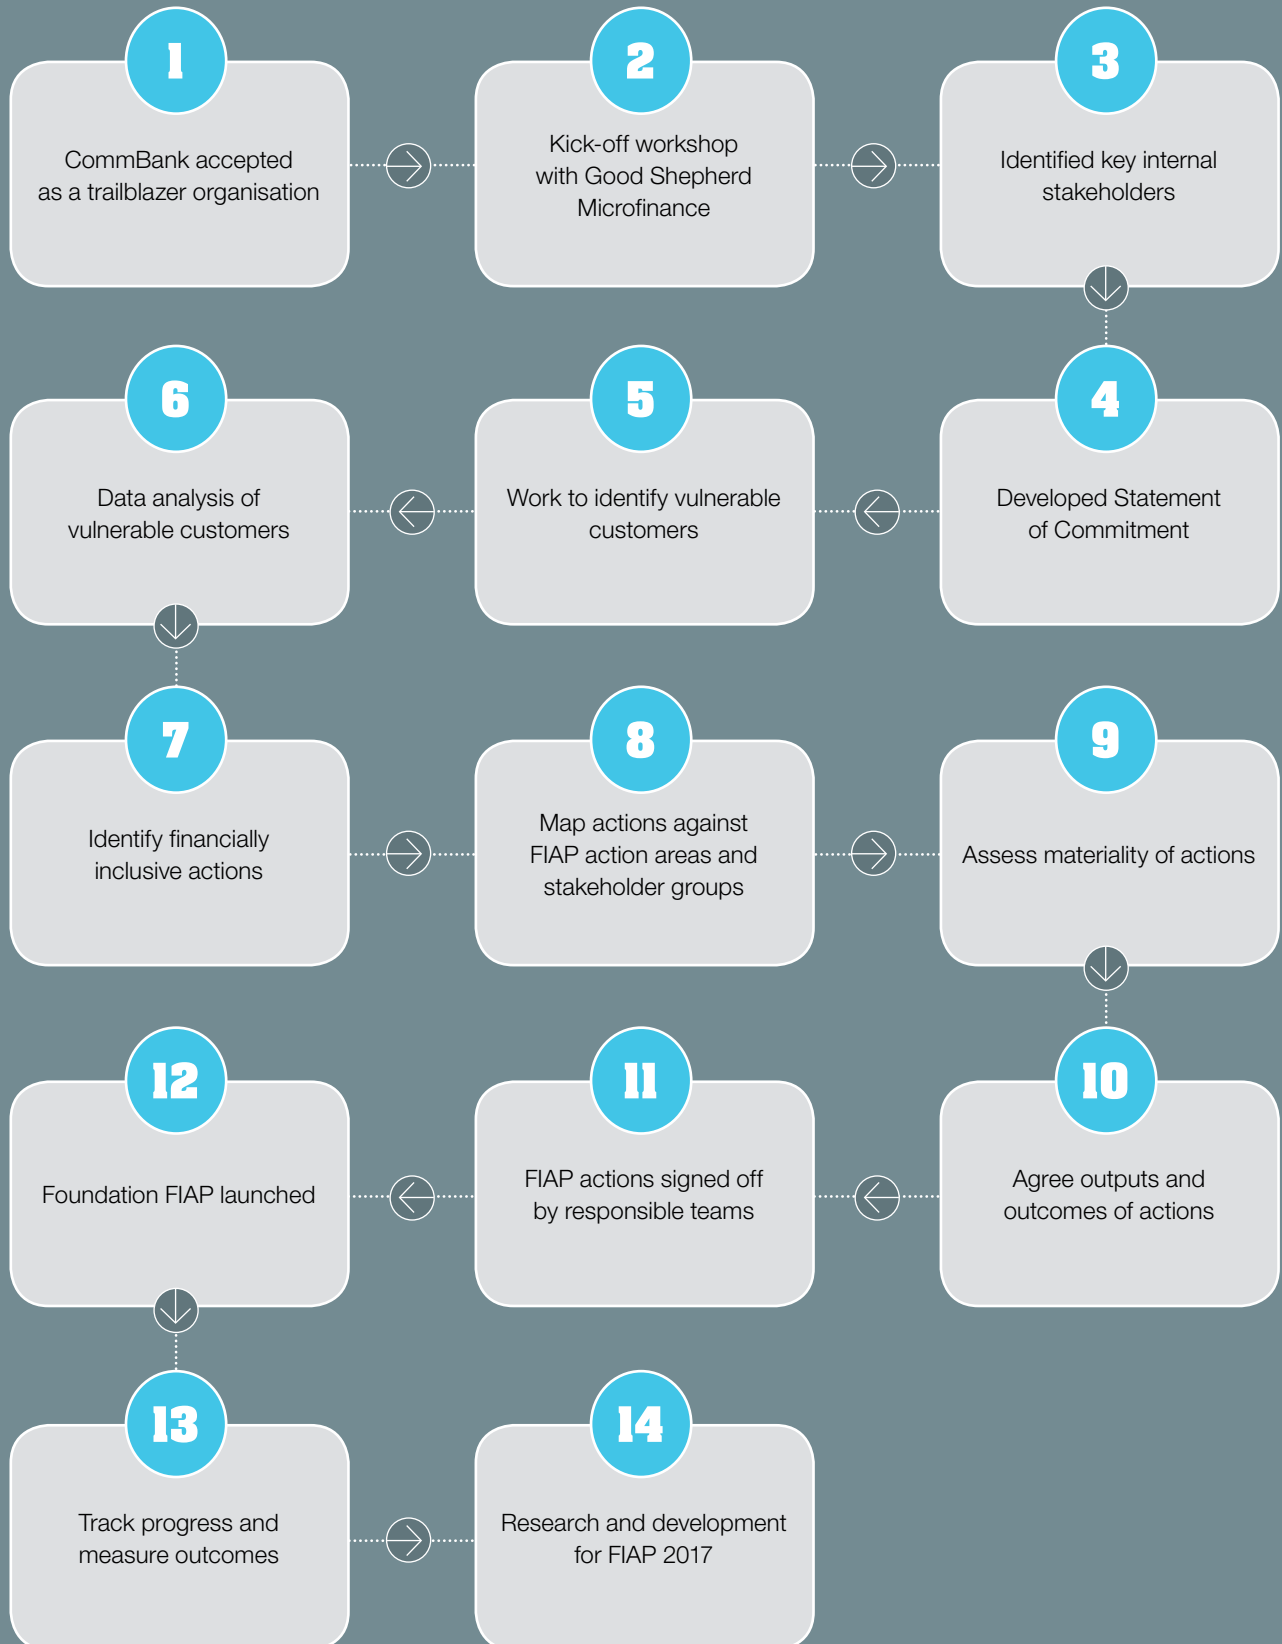 1
CommBank accepted
as a trailblazer organisation
2
Kick-off workshop
with Good Shepherd
Microfinance
3
Identified key internal
stakeholders
4
Developed Statement
of Commitment
5
Work to identify vulnerable
customers
6
Data analysis of
vulnerable customers
7
Identify financially
inclusive actions
8
Map actions against
FIAP action areas and
stakeholder groups
9
Assess materiality of actions
10
Agree outputs and
outcomes of actions
11
FIAP actions signed off
by responsible teams
12
Foundation FIAP launched
13
Track progress and
measure outcomes
14
Research and development
for FIAP 2017